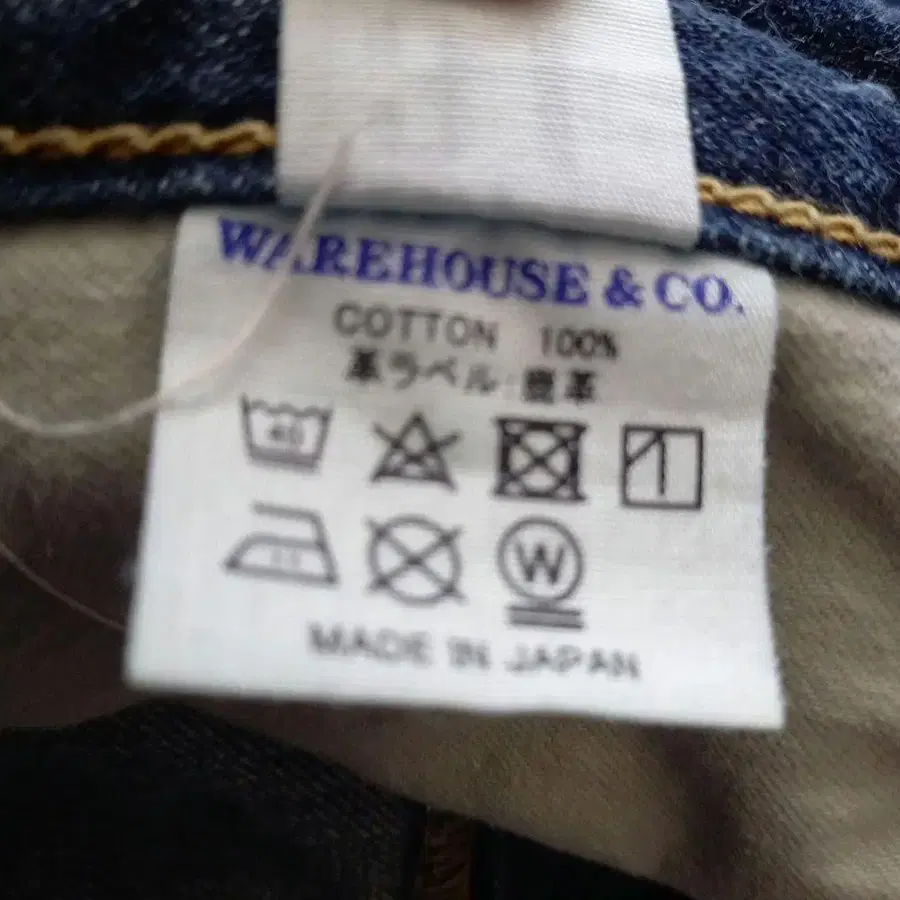 WAREHOUSE & CO.
COTTON 100%
革ラベル:鹿革
40
W
MADE IN JAPAN